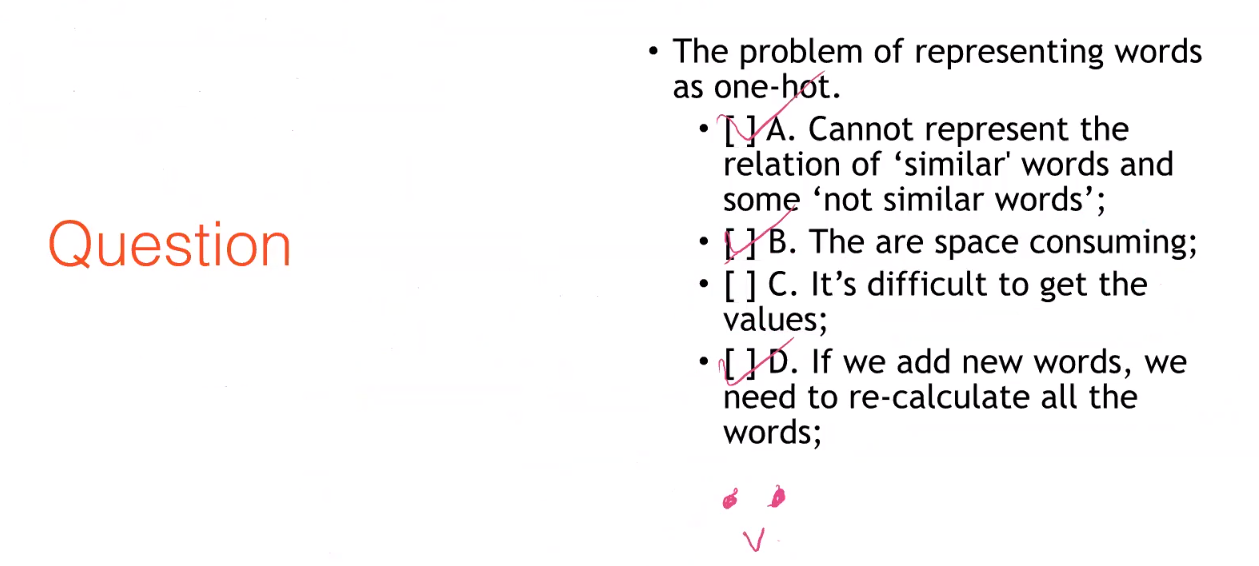 Question
• The problem of representing words
as one-hot.
• [ ] A. Cannot represent the
relation of ‘similar' words and
some ‘not similar words’;
• [ ] B. The are space consuming;
• [ ] C. It’s difficult to get the
values;
• [ ] D. If we add new words, we
need to re-calculate all the
words;